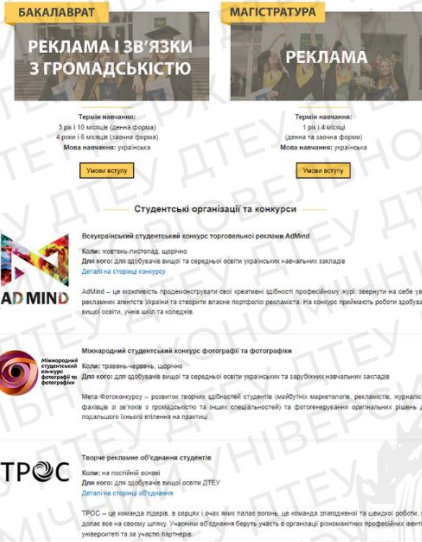 БАКАЛАВРАТ
РЕКЛАМА І ЗВ'ЯЗКИ
З ГРОМАДСЬКІСТЮ
Термін навчання:
3 рік і 10 місяців (денна форма)
4 роки і 6 місяців (заочна форма)
Мова навчання: українська
Умови вступу
МАГІСТРАТУРА
РЕКЛАМА
Термін навчання:
1 рік і 4 місяці
(денна та заочна форми)
Мова навчання: українська
Умови вступу
Студентські організації та конкурси
AD MIND
Всеукраїнський студентський конкурс торговельної реклами AdMind
Коли: жовтень-листопад, щорічно
Для кого: для здобувачів вищої та середньої освіти українських навчальних закладів
Деталі на сторінці конкурсу
AdMind – це можливість продемонструвати свої креативні здібності професійному журі, звернути на себе ув
рекламних агентств України та створити власне портфоліо рекламіста. На конкурс приймають роботи здобува
вищої освіти, учнів шкіл та коледжів.
Міжнародний
студентський
конкурс
фотографії та
фотографіки
Міжнародний студентський конкурс фотографії та фотографіки
Коли: травень-червень, щорічно
Для кого: для здобувачів вищої та середньої освіти українських та зарубіжних навчальних закладів
Мета Фотоконкурсу – розвиток творчих здібностей студентів (майбутніх маркетологів, рекламістів, журналіс
фахівців зі зв'язків з громадськістю та інших спеціальностей) та фотогенерування оригінальних рішень д
подальшого їхнього втілення на практиці.
ТРОС
Творче рекламне об'єднання студентів
Коли: на постійній основі
Для кого: для здобувачів вищої освіти ДТЕУ
Деталі на сторінці об'єднання
ТРОС – це команда лідерів, в серцях і очах яких палає вогонь, це команда злагодженої та швидкої роботи,
долає все на своєму шляху. Учасники об'єднання беруть участь в організації різноманітних професійних івенті
університеті та за участю партнерів.